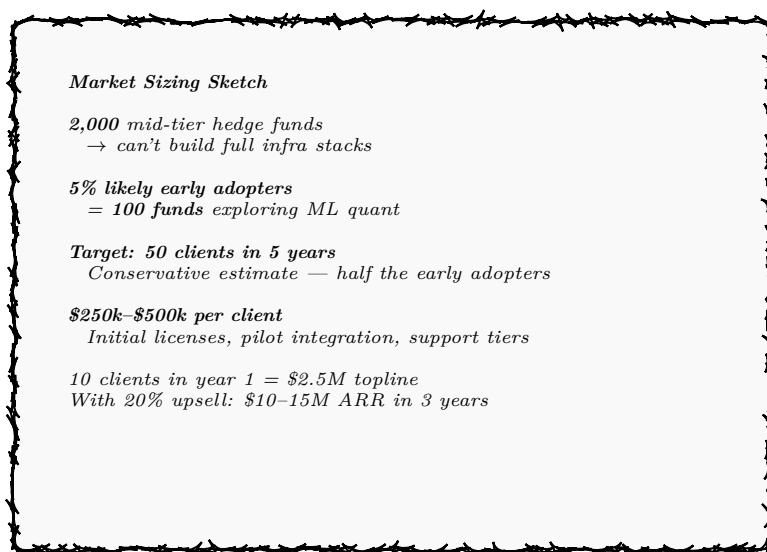 Market Sizing Sketch
2,000 mid-tier hedge funds
→ can't build full infra stacks
5% likely early adopters
= 100 funds exploring ML quant
Target: 50 clients in 5 years
Conservative estimate — half the early adopters
$250k–$500k per client
Initial licenses, pilot integration, support tiers
10 clients in year 1 = $2.5M topline
With 20% upsell: $10–15M ARR in 3 years